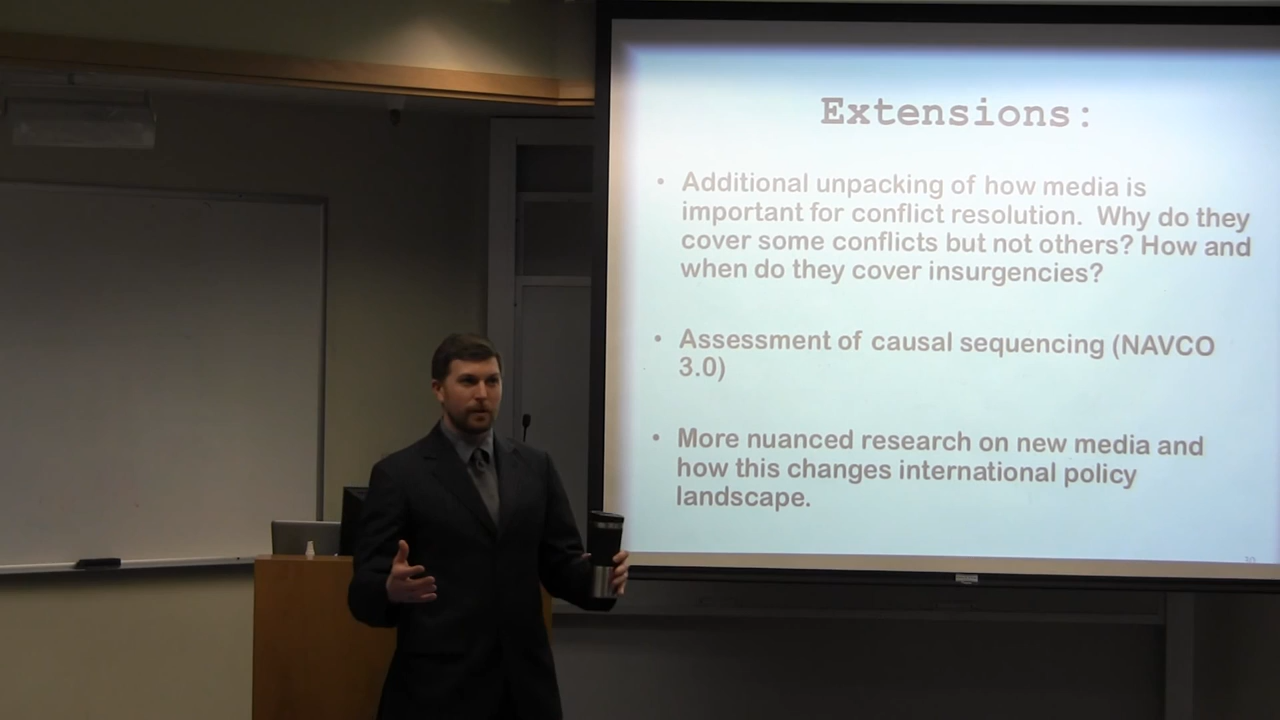 Extensions:
• Additional unpacking of how media is
important for conflict resolution.  Why do they
cover some conflicts but not others? How and
when do they cover insurgencies?
• Assessment of causal sequencing (NAVCO
3.0)
• More nuanced research on new media and
how this changes international policy
landscape.